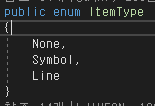 public enum ItemType
{
None,
Symbol,
Line
}